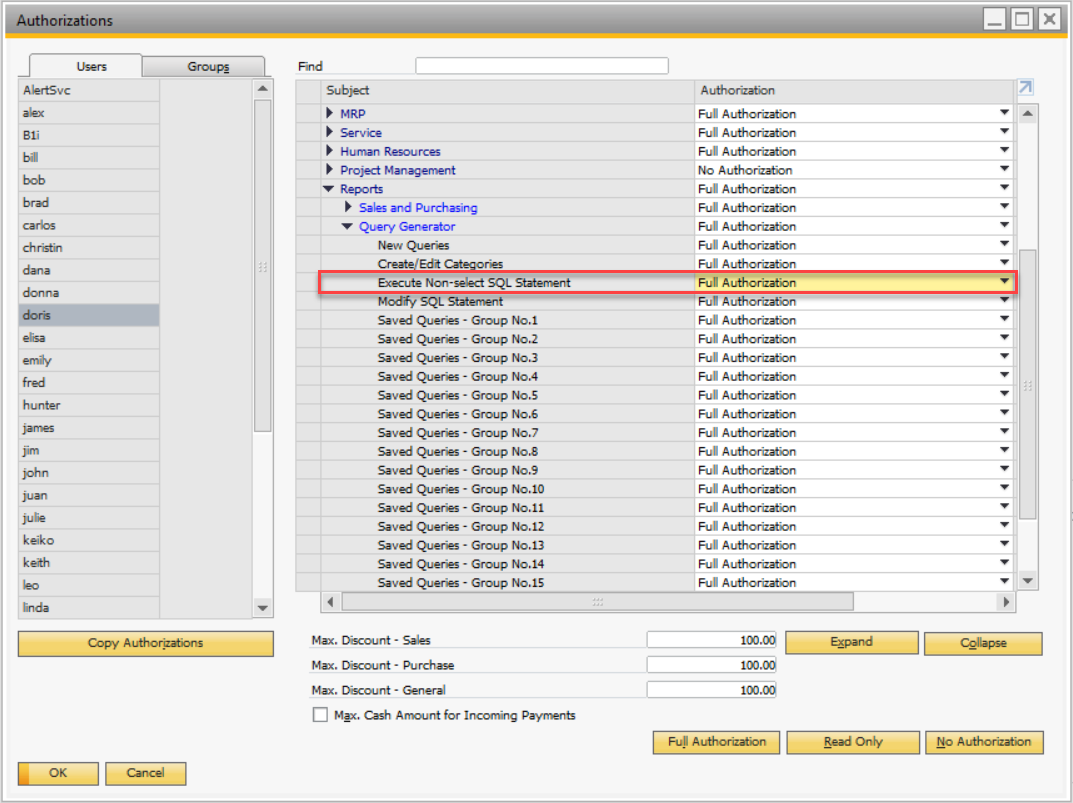 Authorizations
Users Groups
Find
AlertSvc
alex
B1i
bill
bob
brad
carlos
christin
dana
donna
doris
elisa
emily
fred
hunter
james
jim
john
juan
julie
keiko
keith
leo
linda
Subject Authorization
MRP Full Authorization
Service Full Authorization
Human Resources Full Authorization
Project Management No Authorization
Reports Full Authorization
Sales and Purchasing Full Authorization
Query Generator Full Authorization
New Queries Full Authorization
Create/Edit Categories Full Authorization
Execute Non-select SQL Statement Full Authorization
Modify SQL Statement Full Authorization
Saved Queries - Group No.1 Full Authorization
Saved Queries - Group No.2 Full Authorization
Saved Queries - Group No.3 Full Authorization
Saved Queries - Group No.4 Full Authorization
Saved Queries - Group No.5 Full Authorization
Saved Queries - Group No.6 Full Authorization
Saved Queries - Group No.7 Full Authorization
Saved Queries - Group No.8 Full Authorization
Saved Queries - Group No.9 Full Authorization
Saved Queries - Group No.10 Full Authorization
Saved Queries - Group No.11 Full Authorization
Saved Queries - Group No.12 Full Authorization
Saved Queries - Group No.13 Full Authorization
Saved Queries - Group No.14 Full Authorization
Saved Queries - Group No.15 Full Authorization
Copy Authorizations
Max. Discount - Sales 100.00 Expand Collapse
Max. Discount - Purchase 100.00
Max. Discount - General 100.00
Max. Cash Amount for Incoming Payments
Full Authorization Read Only No Authorization
OK Cancel